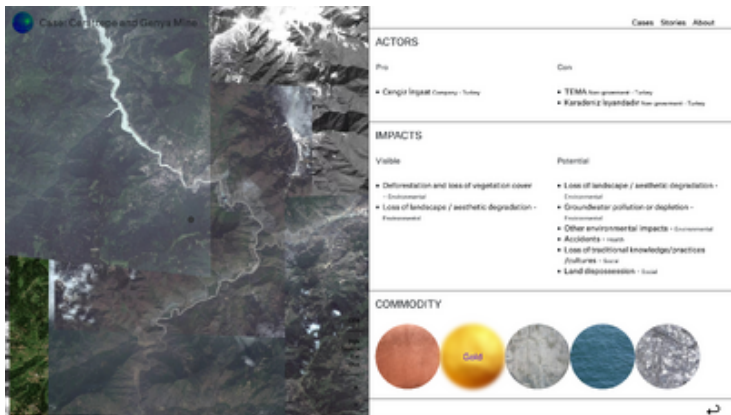 Case: Cerattepe and Genya Mine
Cases Stories About
ACTORS
Pro
Con
• Cengiz İnşaat Company - Turkey
• TEMA Non-government - Turkey
• Karadeniz İsyandadır Non-government - Turkey
IMPACTS
Visible
Potential
• Deforestation and loss of vegetation cover
- Environmental
• Loss of landscape / aesthetic degradation -
Environmental
• Loss of landscape / aesthetic degradation -
Environmental
• Groundwater pollution or depletion -
Environmental
• Other environmental impacts - Environmental
• Accidents - Health
• Loss of traditional knowledge/practices
/cultures - Social
• Land dispossession - Social
COMMODITY
Gold